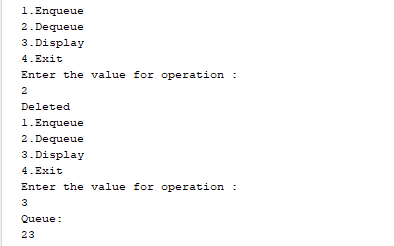 1.Enqueue
2.Dequeue
3.Display
4.Exit
Enter the value for operation :
2
Deleted
1.Enqueue
2.Dequeue
3.Display
4.Exit
Enter the value for operation :
3
Queue:
23